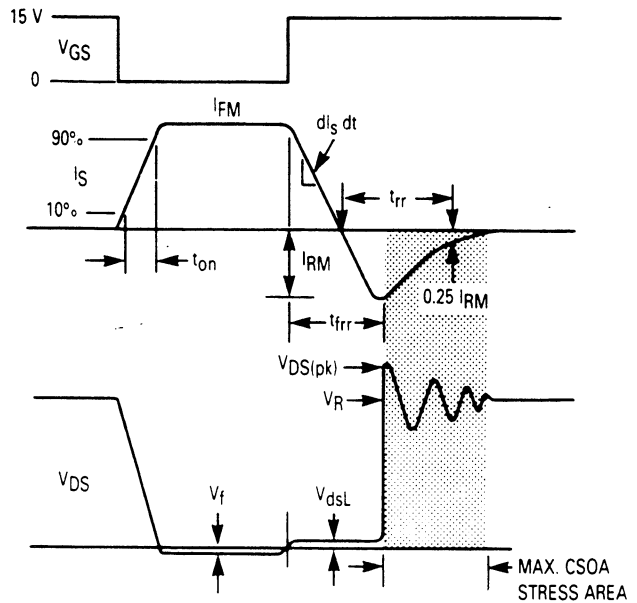 15 V
VGS
0
IFM
90%
dIS dt
IS
trr
10%
ton
IRM
0.25 IRM
tfrr
VDS(pk)
VR
VDS
Vf
VdsL
MAX. CSOA
STRESS AREA